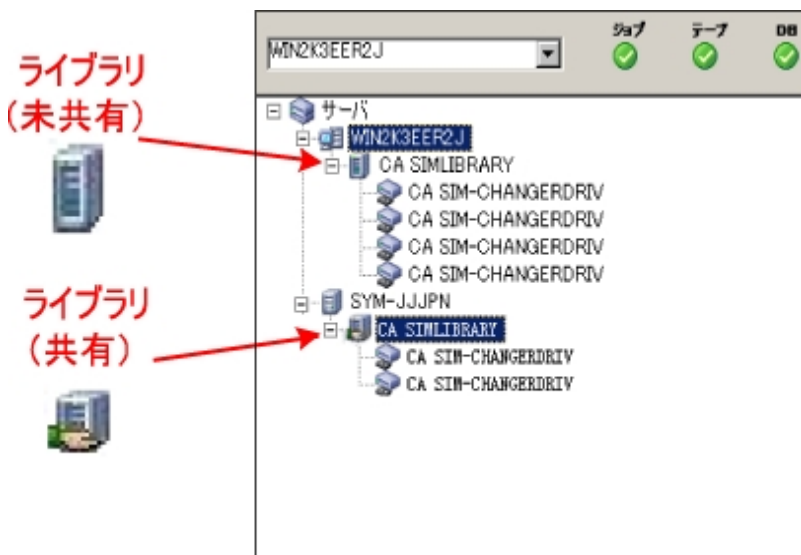 ライブラリ
(未共有)
ライブラリ
(共有)
WIN2K3EER2J
ジョブ テープ DB
サーバ
WIN2K3EER2J
CA SIMLIBRARY
CA SIM-CHANGERDRIV
CA SIM-CHANGERDRIV
CA SIM-CHANGERDRIV
CA SIM-CHANGERDRIV
SYM-JJJPN
CA SIMLIBRARY
CA SIM-CHANGERDRIV
CA SIM-CHANGERDRIV